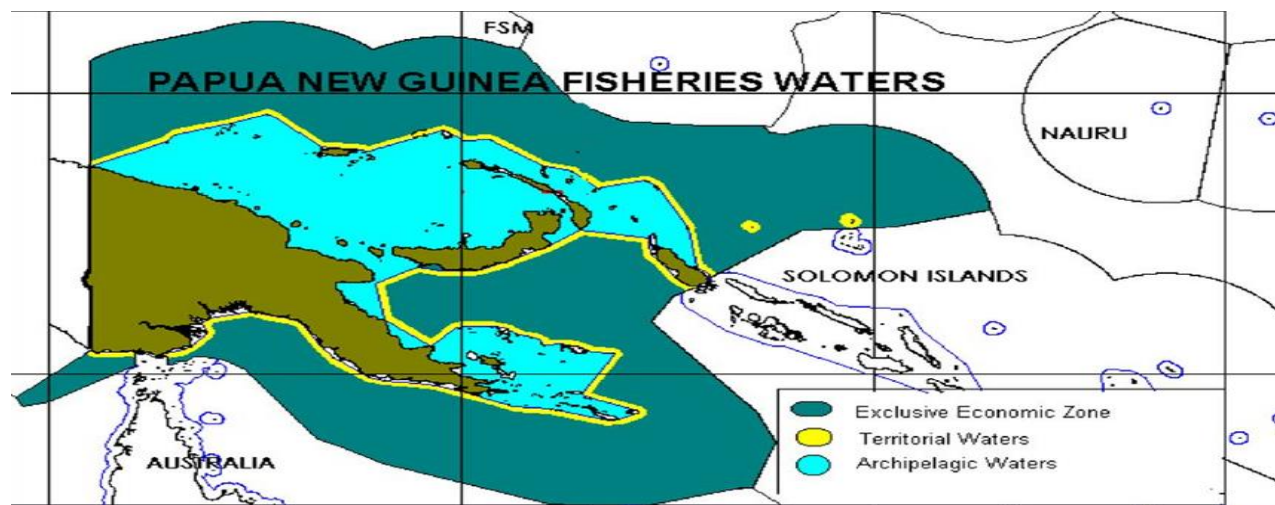 FSM
PAPUA NEW GUINEA FISHERIES WATERS
NAURU
SOLOMON ISLANDS
Exclusive Economic Zone
Territorial Waters
Archipelagic Waters
AUSTRALIA